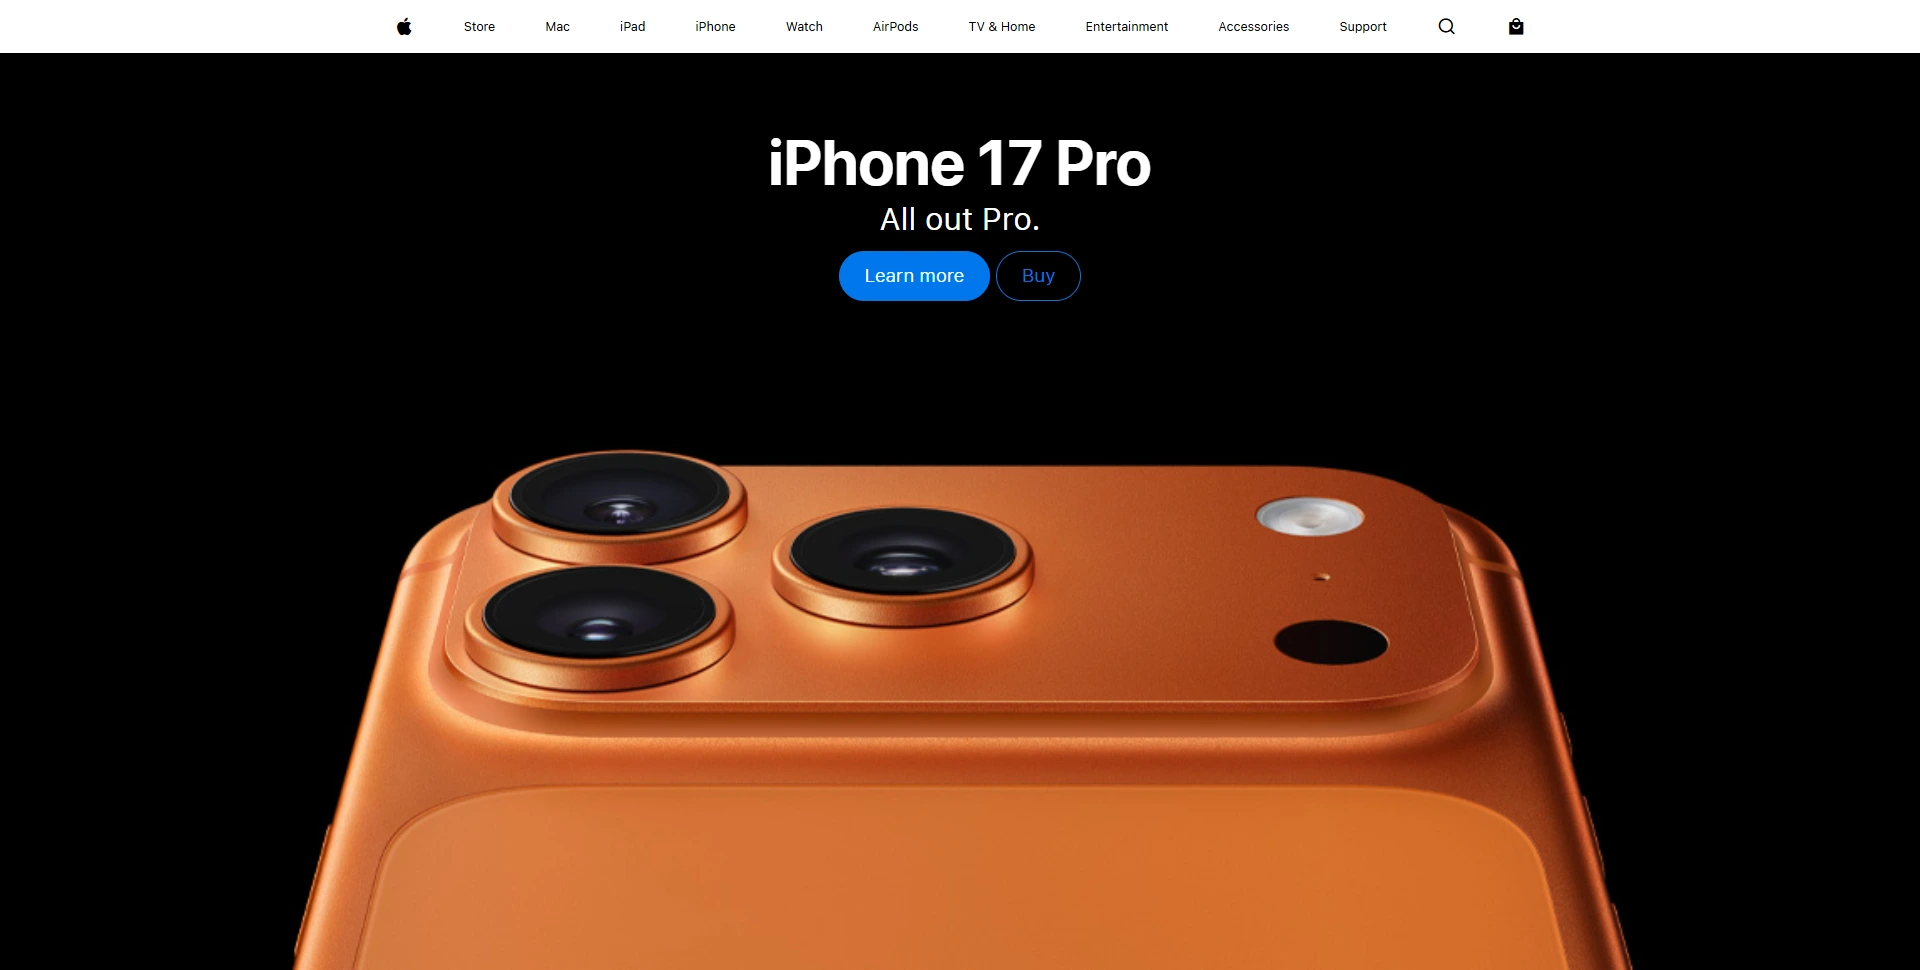 Store Mac iPad iPhone Watch AirPods TV & Home Entertainment Accessories Support
iPhone 17 Pro
All out Pro.
Learn more Buy